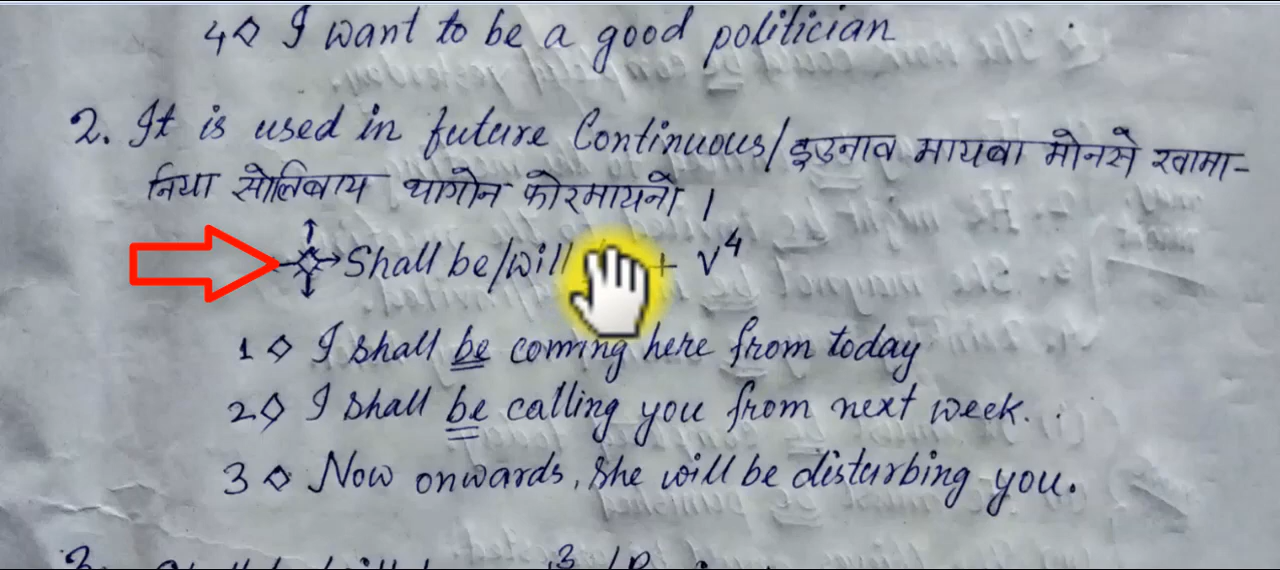 4◇ I want to be a good politician
2. It is used in future Continuous/इउनाव मायबा मोनसे खामा-
निया सोलिबाय थागोन फोरमायनो।
Shall be/will + V⁴
1◇ I shall be coming here from today
2◇ I shall be calling you from next week.
3◇ Now onwards, she will be disturbing you.